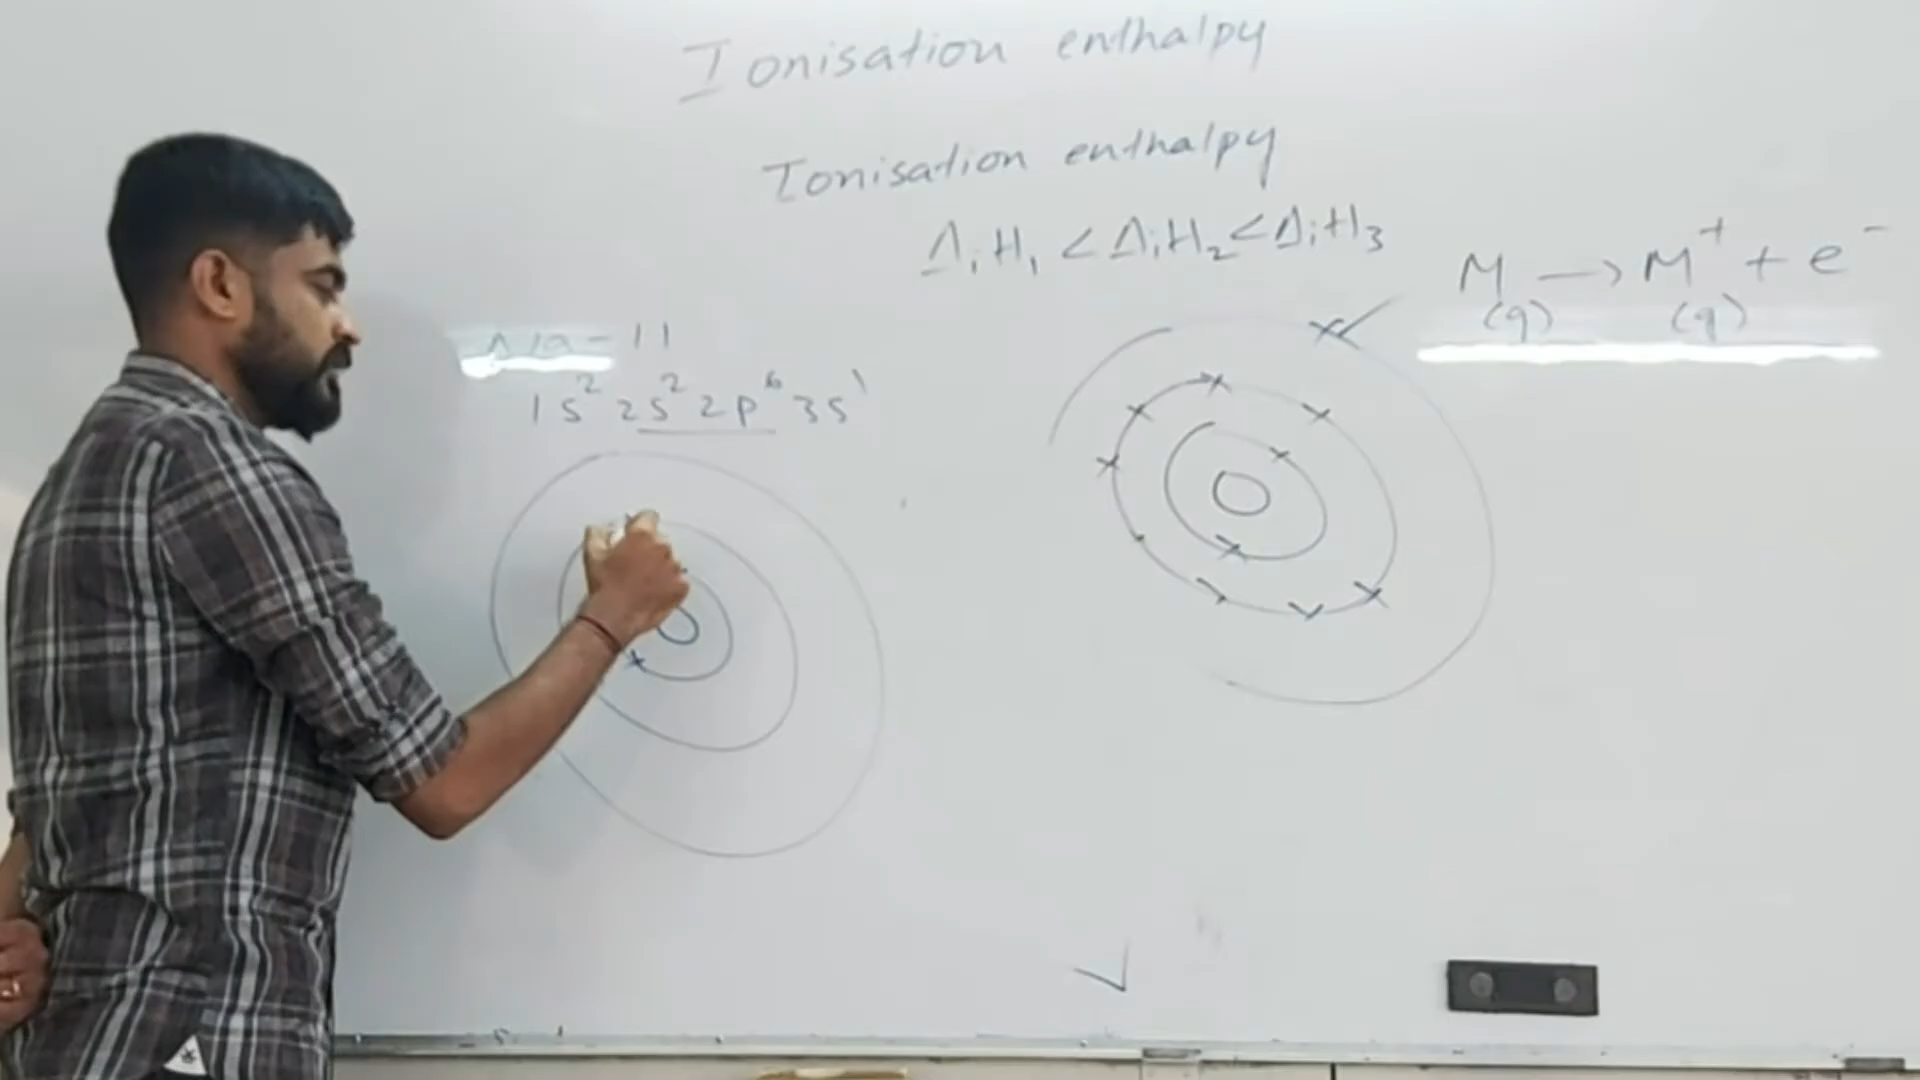 Ionisation enthalpy
Ionisation enthalpy
ΔᵢH₁ < ΔᵢH₂ < ΔᵢH₃
M(g) → M⁺(g) + e⁻
Na - 11
1s² 2s² 2p⁶ 3s¹